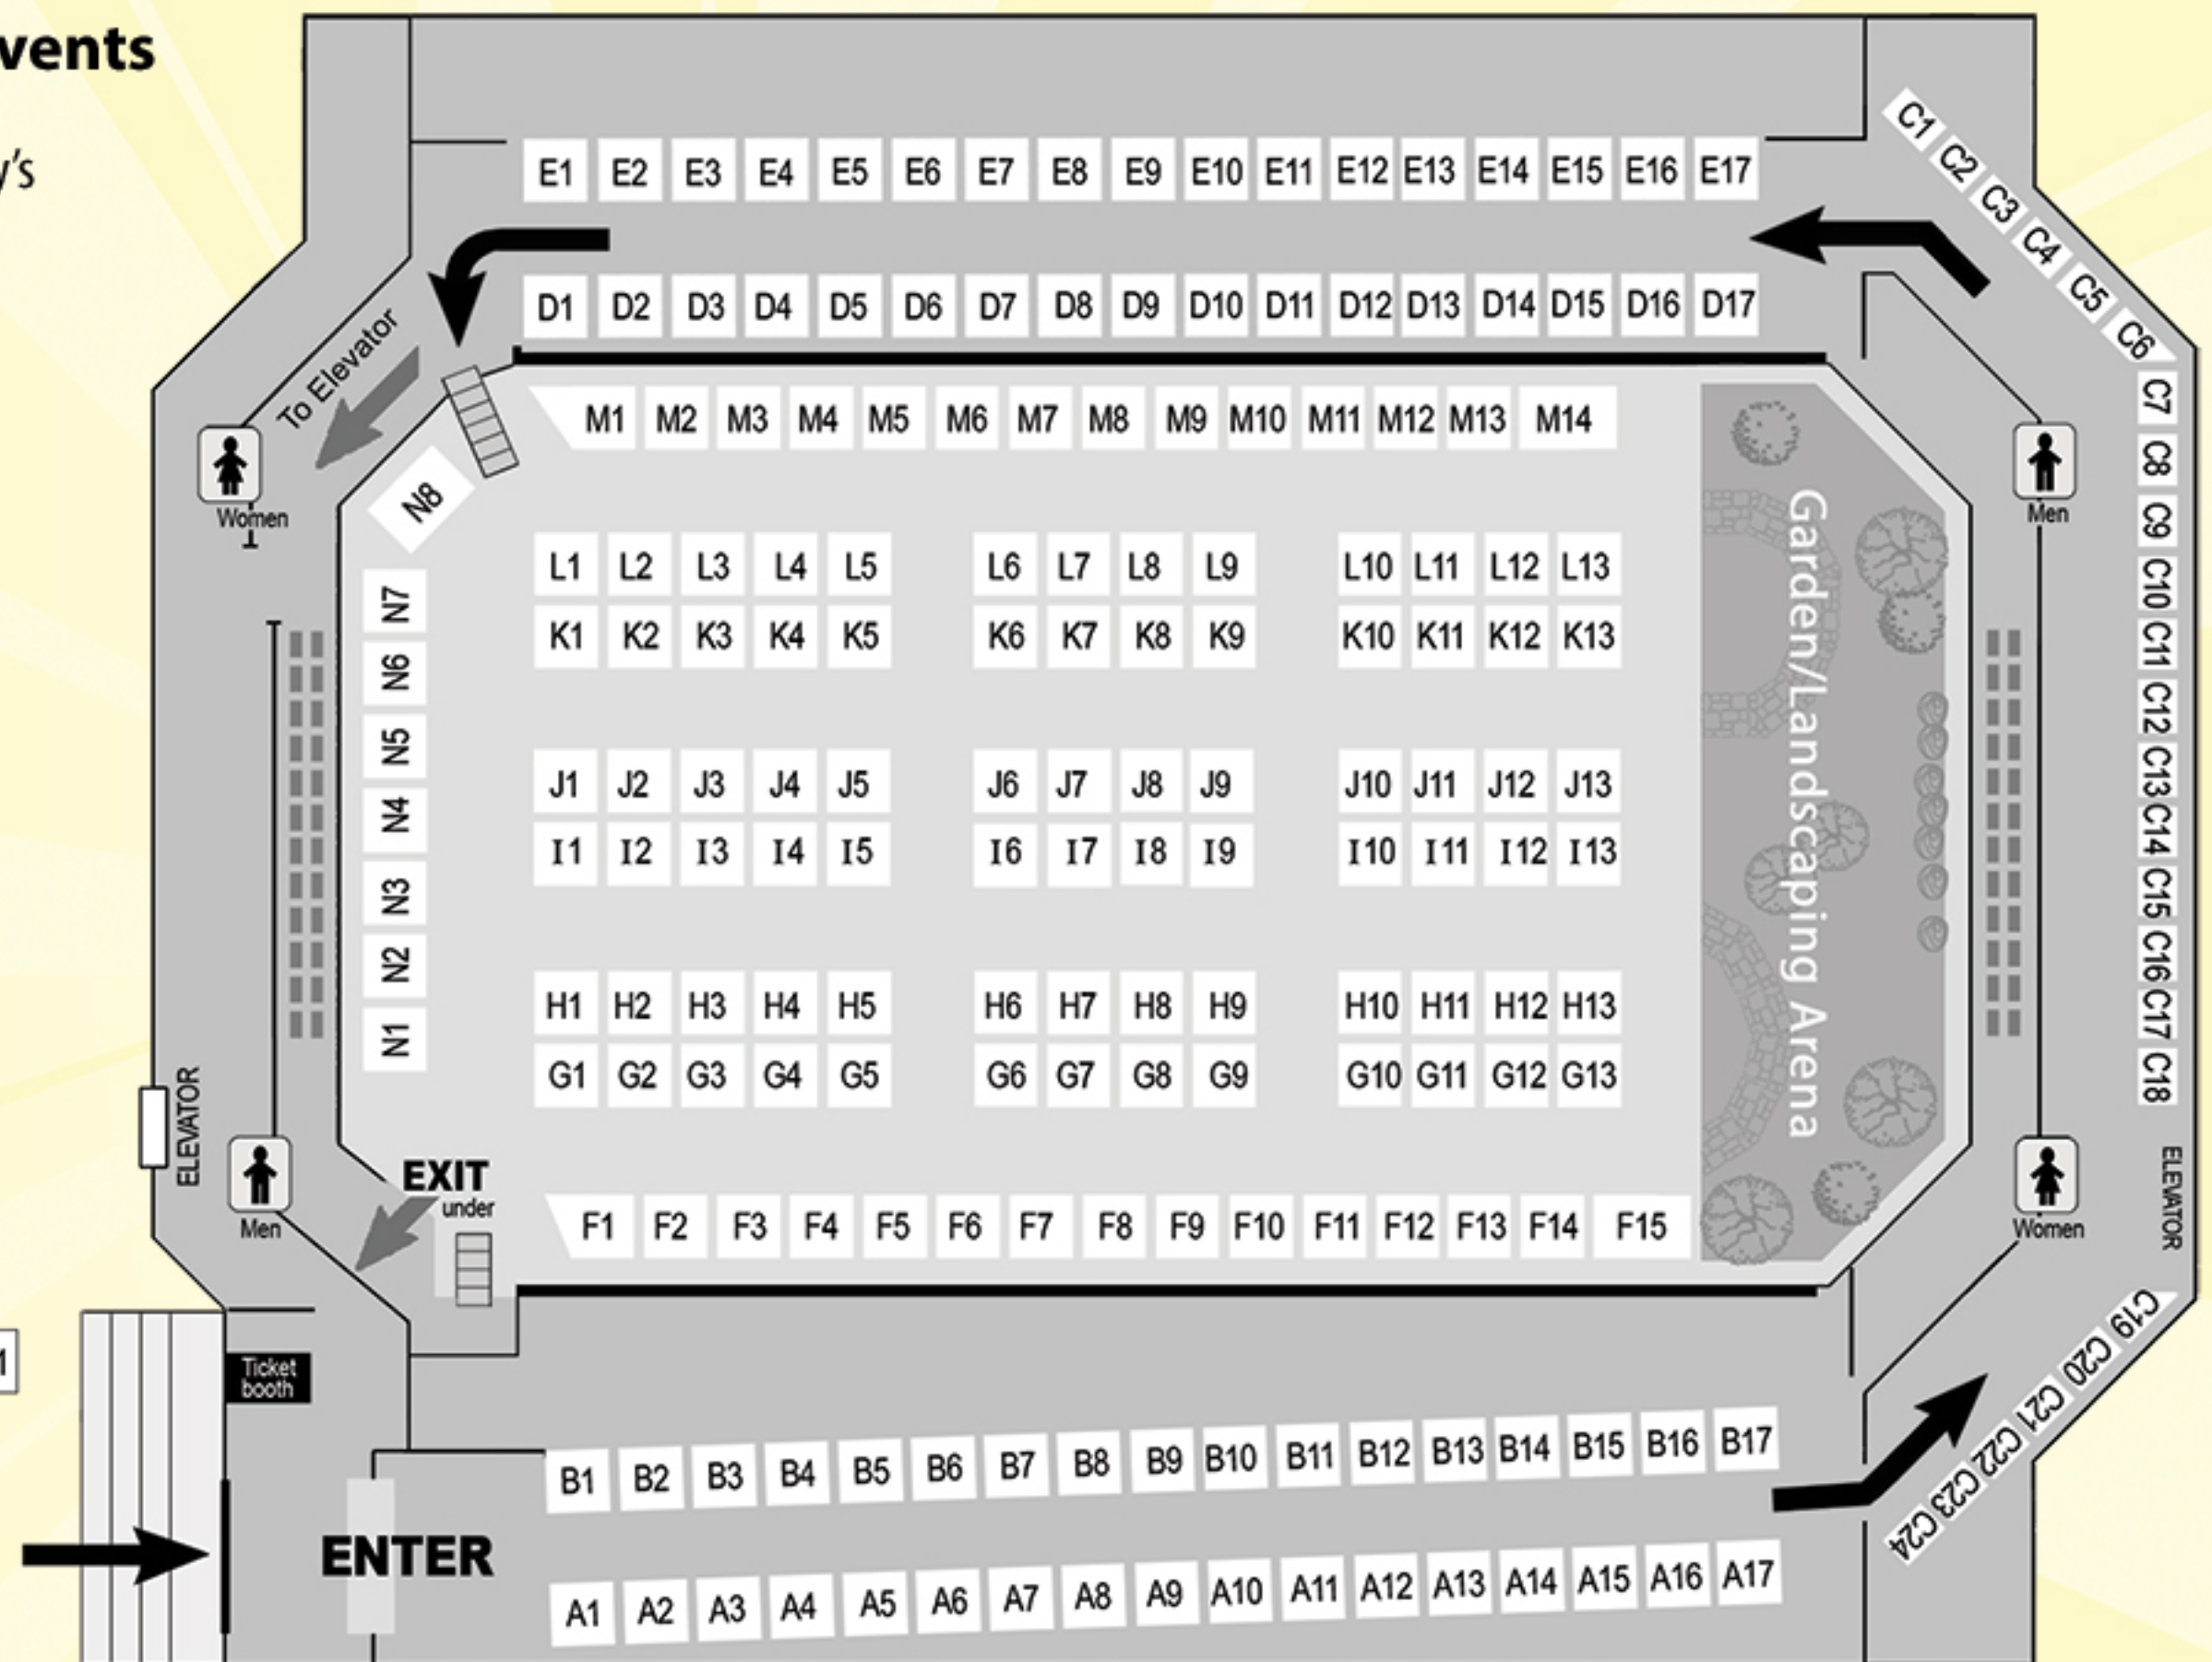 vents
y's
E1 E2 E3 E4 E5 E6 E7 E8 E9 E10 E11 E12 E13 E14 E15 E16 E17
D1 D2 D3 D4 D5 D6 D7 D8 D9 D10 D11 D12 D13 D14 D15 D16 D17
C1
C2
C3
C4
C5
C6
C7
C8
C9
C10
C11
C12
C13
C14
C15
C16
C17
C18
ELEVATOR
C19
C20
C21
C22
C23
C24
To Elevator
Women
Men
M1 M2 M3 M4 M5 M6 M7 M8 M9 M10 M11 M12 M13 M14
N8
N7
N6
N5
N4
N3
N2
N1
L1 L2 L3 L4 L5 L6 L7 L8 L9 L10 L11 L12 L13
K1 K2 K3 K4 K5 K6 K7 K8 K9 K10 K11 K12 K13
J1 J2 J3 J4 J5 J6 J7 J8 J9 J10 J11 J12 J13
I1 I2 I3 I4 I5 I6 I7 I8 I9 I10 I11 I12 I13
H1 H2 H3 H4 H5 H6 H7 H8 H9 H10 H11 H12 H13
G1 G2 G3 G4 G5 G6 G7 G8 G9 G10 G11 G12 G13
Garden/Landscaping Arena
ELEVATOR
Men
EXIT
under
F1 F2 F3 F4 F5 F6 F7 F8 F9 F10 F11 F12 F13 F14 F15
Women
1
Ticket
booth
B1 B2 B3 B4 B5 B6 B7 B8 B9 B10 B11 B12 B13 B14 B15 B16 B17
ENTER
A1 A2 A3 A4 A5 A6 A7 A8 A9 A10 A11 A12 A13 A14 A15 A16 A17